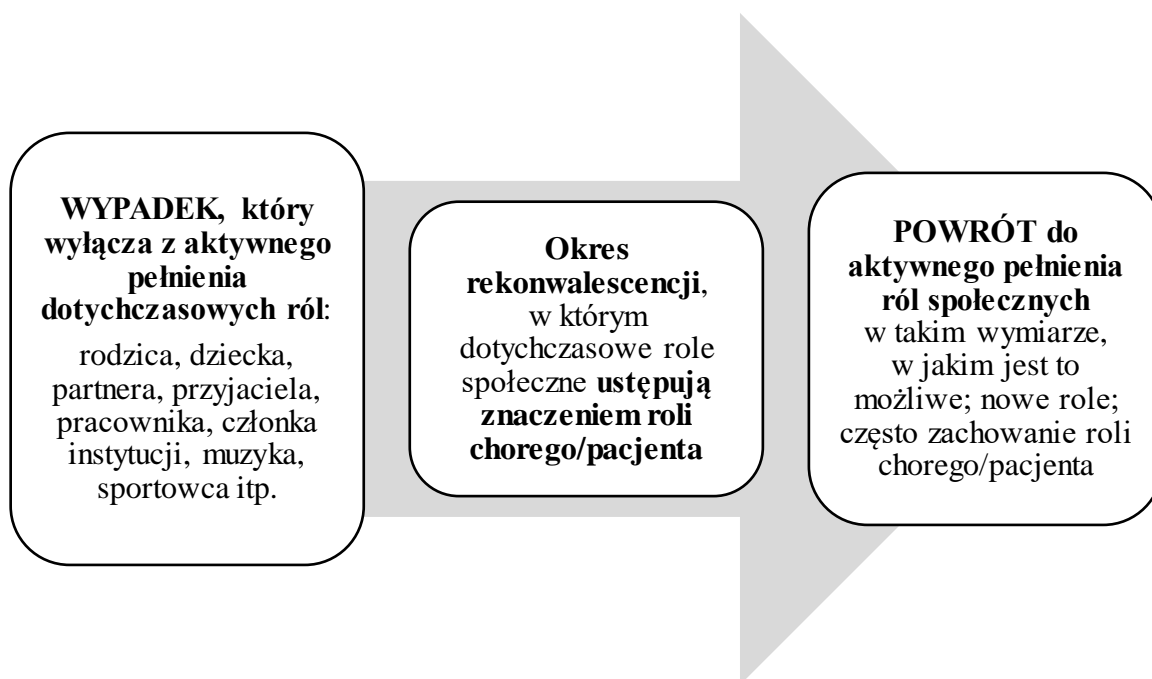 WYPADEK, który
wyłącza z aktywnego
pełnienia
dotychczasowych ról:
rodzica, dziecka,
partnera, przyjaciela,
pracownika, członka
instytucji, muzyka,
sportowca itp.
Okres
rekonwalescencji,
w którym
dotychczasowe role
społeczne ustępują
znaczeniem roli
chorego/pacjenta
POWRÓT do
aktywnego pełnienia
ról społecznych
w takim wymiarze,
w jakim jest to
możliwe; nowe role;
często zachowanie roli
chorego/pacjenta